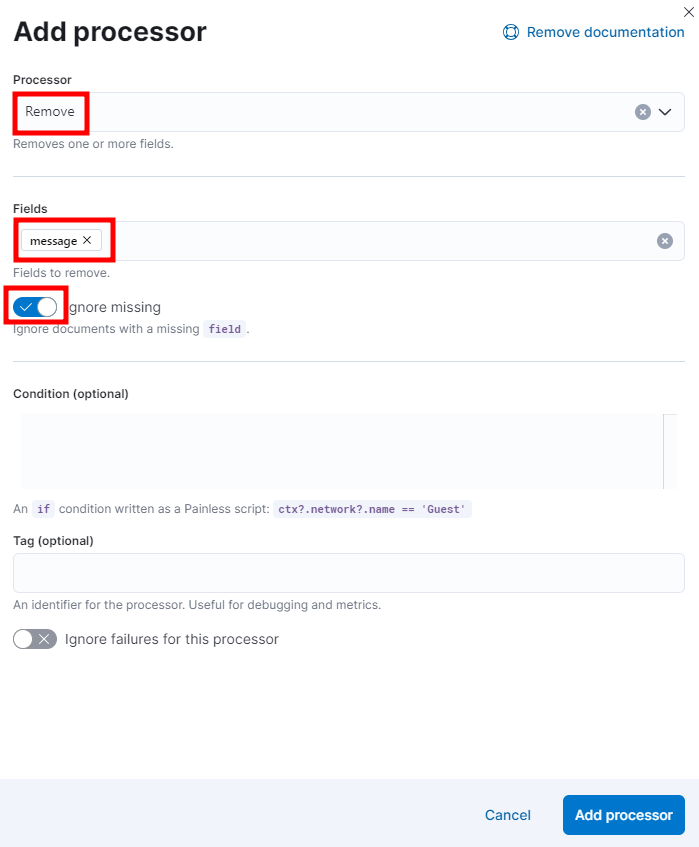 Add processor
Remove documentation
Processor
Remove
Removes one or more fields.
Fields
message
Fields to remove.
gnore missing
Ignore documents with a missing field .
Condition (optional)
An if condition written as a Painless script: ctx?.network?.name == 'Guest'
Tag (optional)
An identifier for the processor. Useful for debugging and metrics.
Ignore failures for this processor
Cancel
Add processor